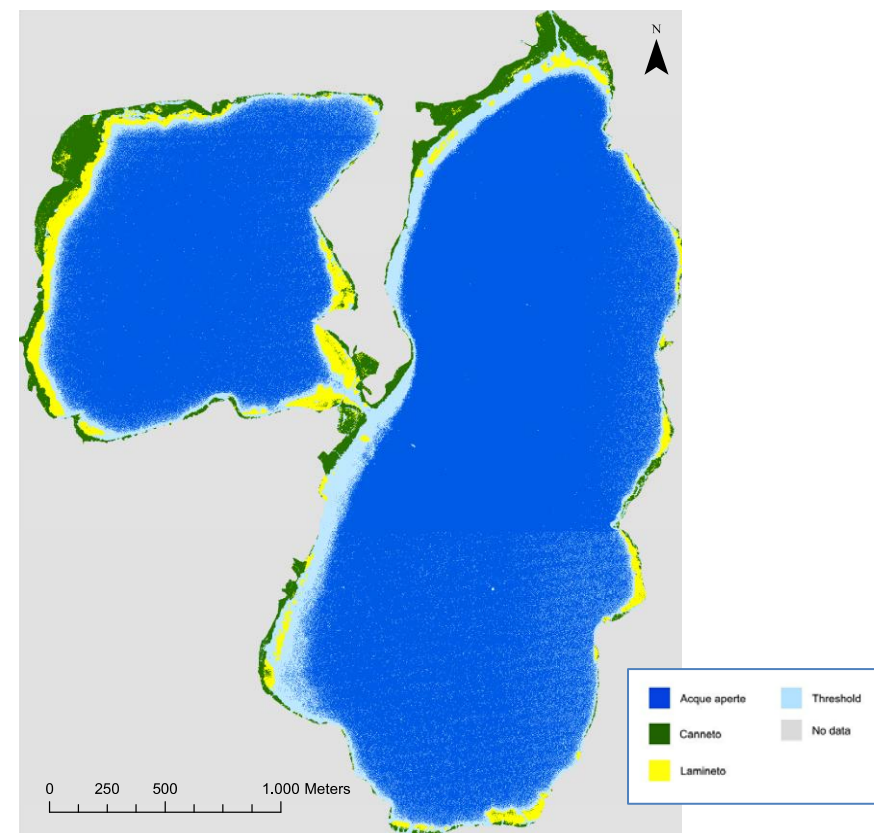 N
Acque aperte Threshold
Canneto No data
Lamineto
0 250 500 1.000 Meters